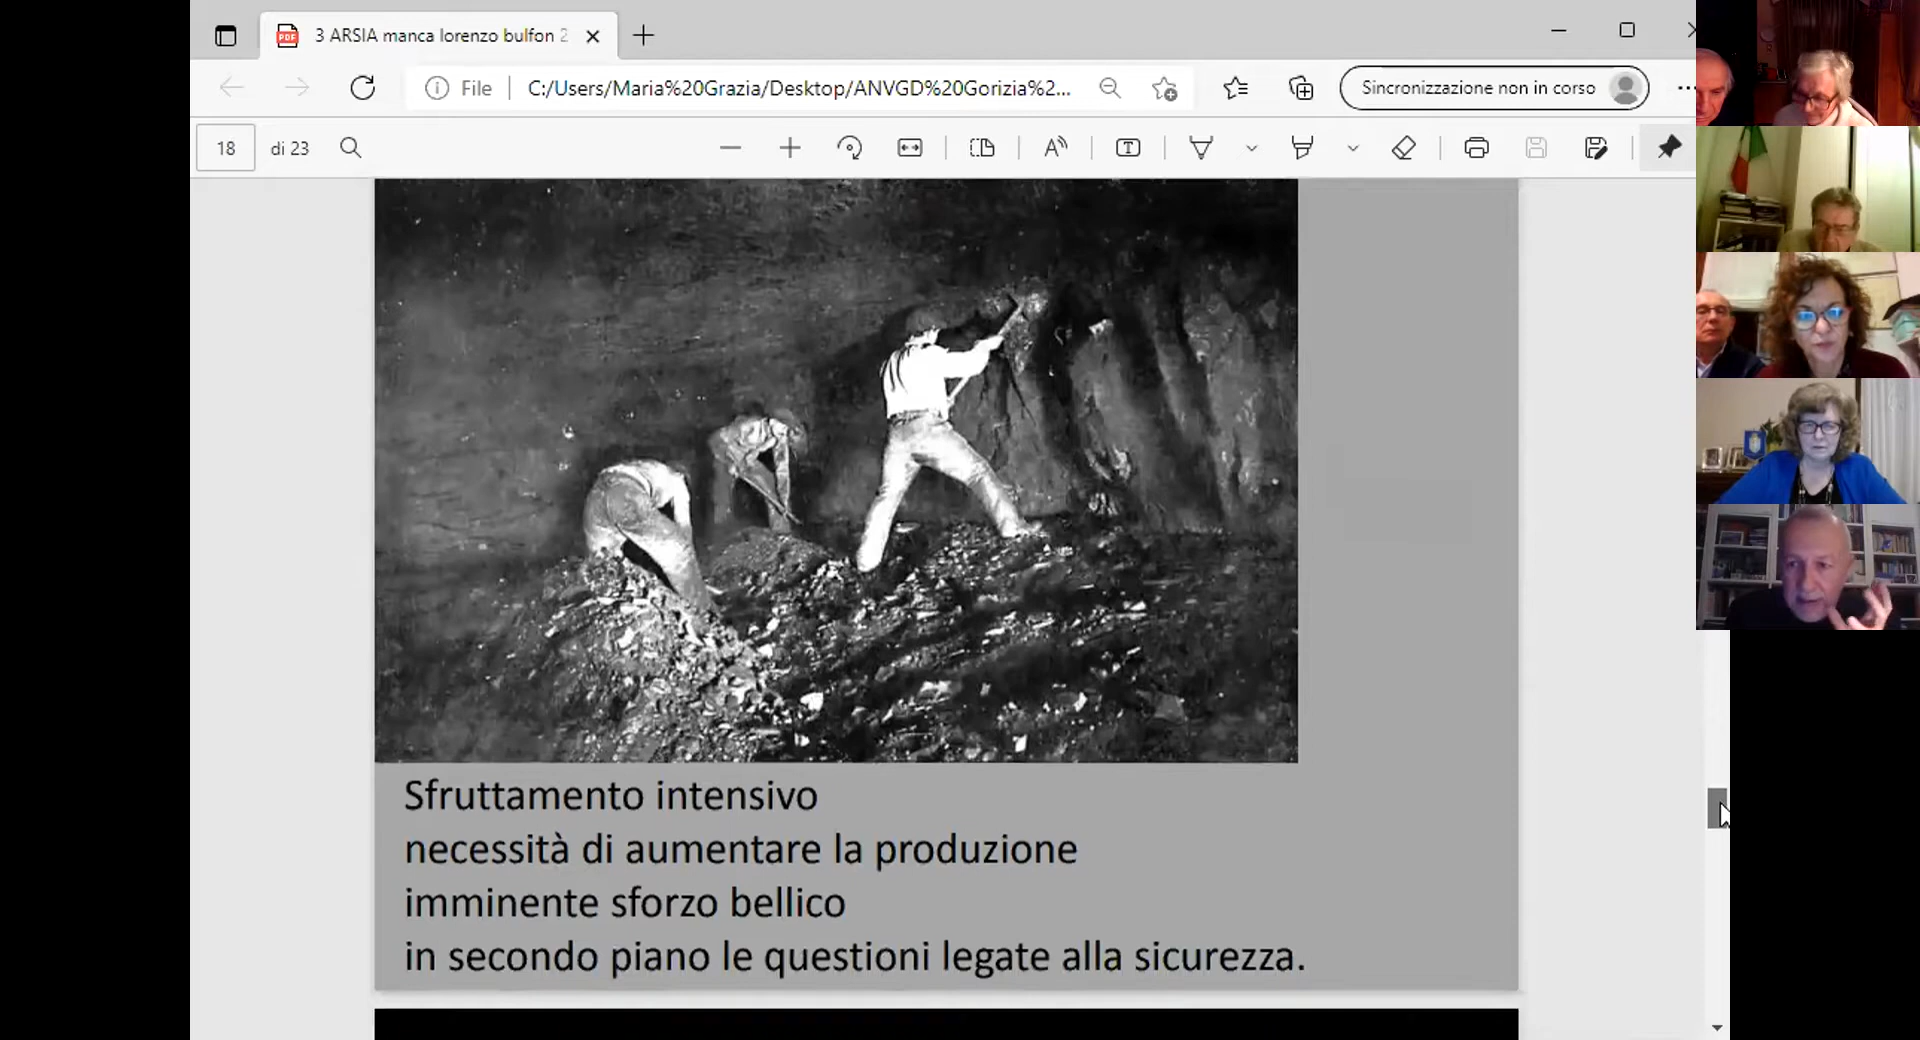 3 ARSIA manca lorenzo bulfon 2
File
C:/Users/Maria%20Grazia/Desktop/ANVGD%20Gorizia%2...
Sincronizzazione non in corso
18 di 23
Sfruttamento intensivo
necessità di aumentare la produzione
imminente sforzo bellico
in secondo piano le questioni legate alla sicurezza.